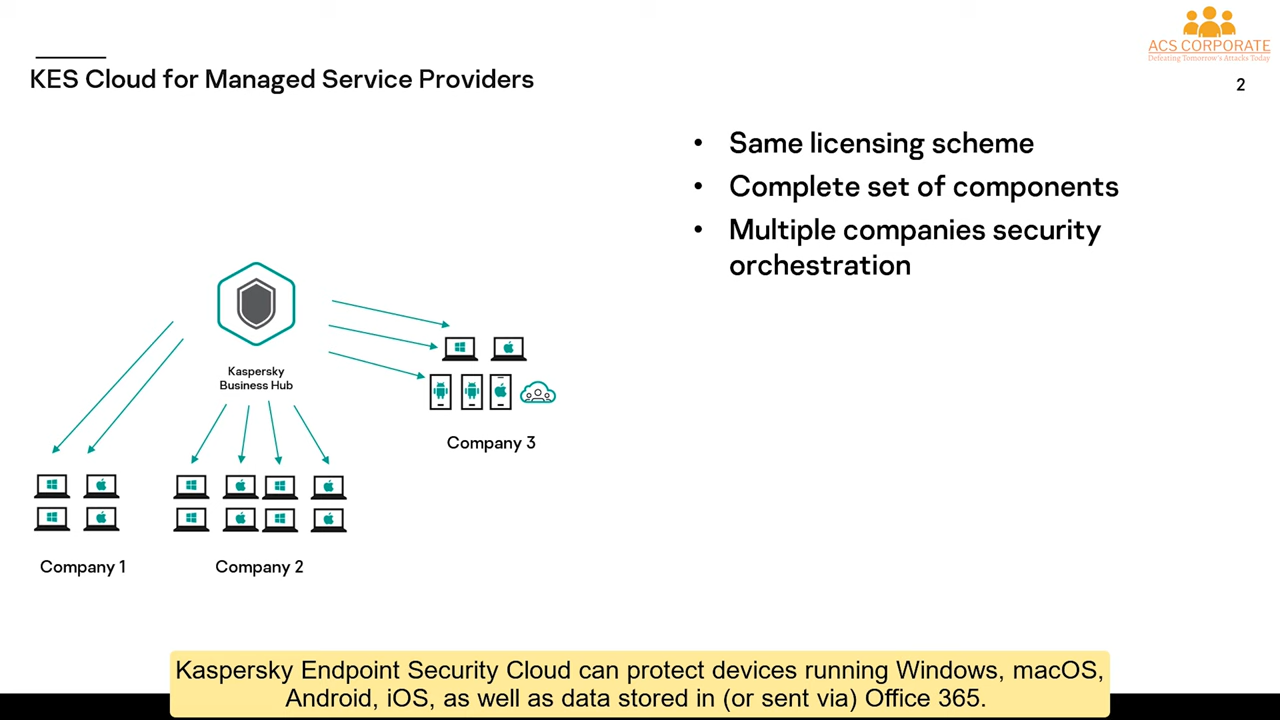 ACS CORPORATE
Defeating Tomorrow's Attacks Today
KES Cloud for Managed Service Providers
2
• Same licensing scheme
• Complete set of components
• Multiple companies security
orchestration
Kaspersky
Business Hub
Company 3
Company 1
Company 2
Kaspersky Endpoint Security Cloud can protect devices running Windows, macOS,
Android, iOS, as well as data stored in (or sent via) Office 365.